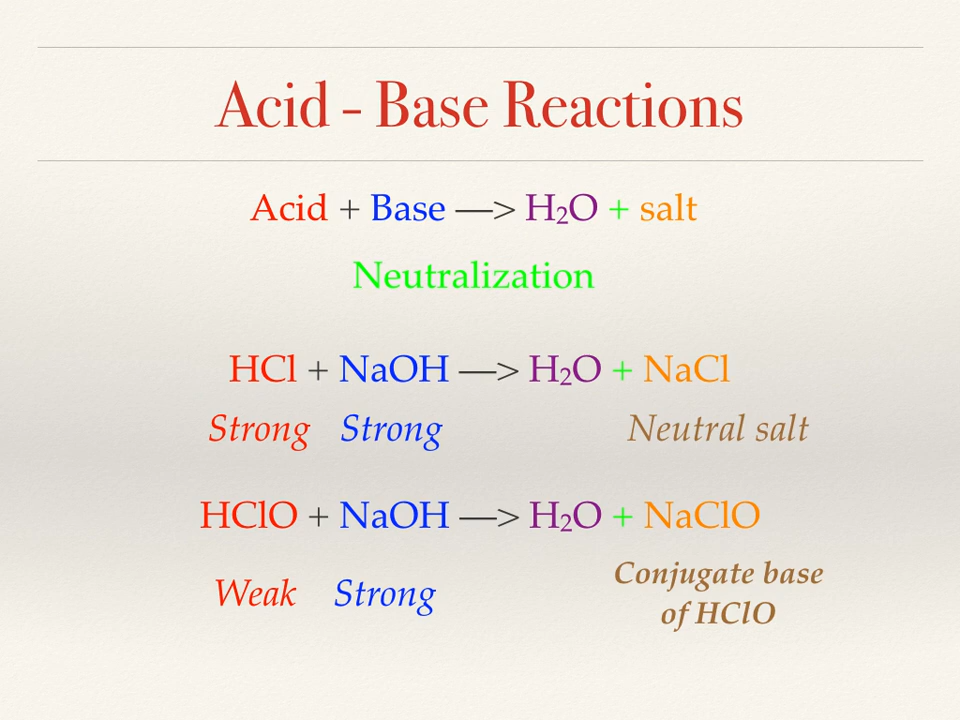 Acid - Base Reactions
Acid + Base —> H₂O + salt
Neutralization
HCl + NaOH —> H₂O + NaCl
Strong Strong Neutral salt
HClO + NaOH —> H₂O + NaClO
Weak Strong Conjugate base
of HClO